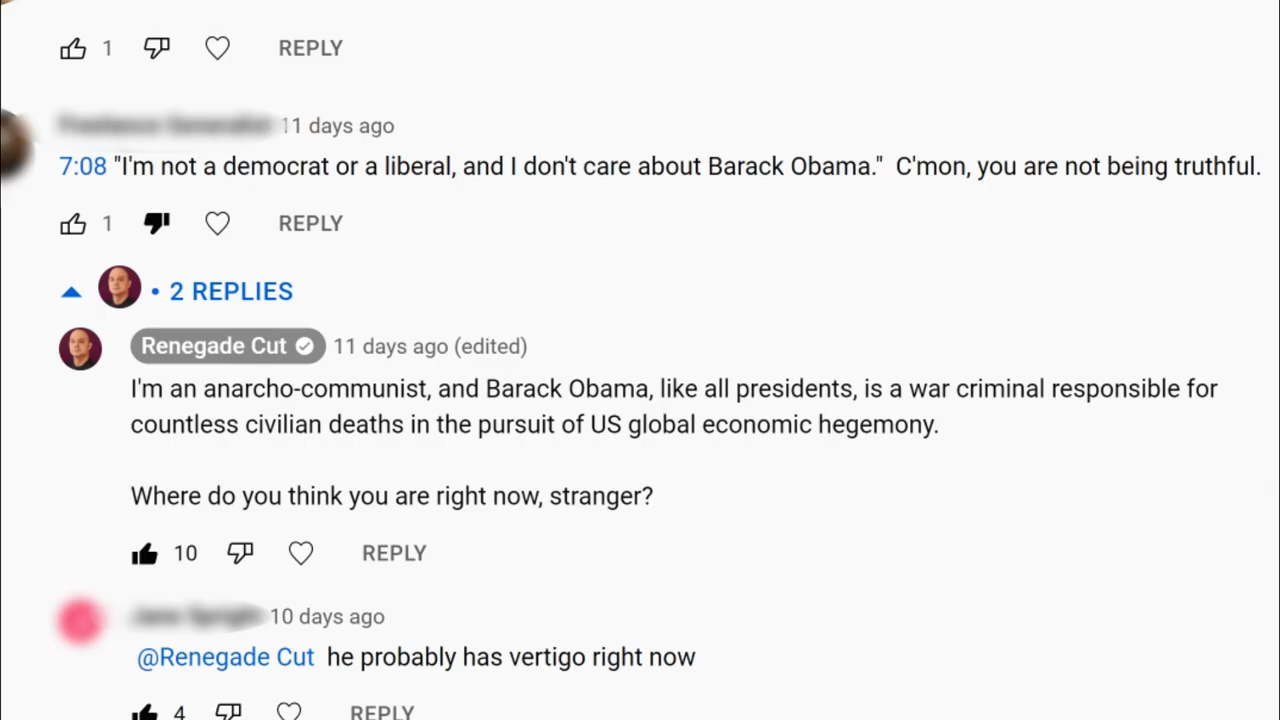 1 REPLY
11 days ago
7:08 "I'm not a democrat or a liberal, and I don't care about Barack Obama."  C'mon, you are not being truthful.
1 REPLY
• 2 REPLIES
Renegade Cut 11 days ago (edited)
I'm an anarcho-communist, and Barack Obama, like all presidents, is a war criminal responsible for
countless civilian deaths in the pursuit of US global economic hegemony.
Where do you think you are right now, stranger?
10 REPLY
10 days ago
@Renegade Cut he probably has vertigo right now
4 REPLY